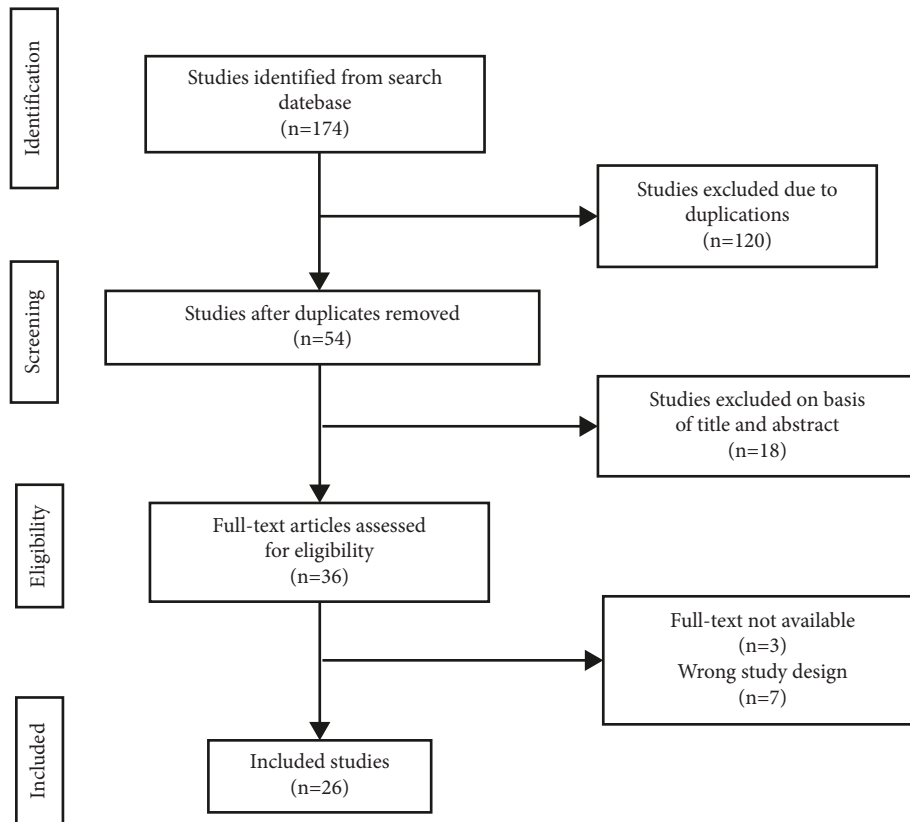 Identification
Studies identified from search
datebase
(n=174)
Studies excluded due to
duplications
(n=120)
Screening
Studies after duplicates removed
(n=54)
Studies excluded on basis
of title and abstract
(n=18)
Eligibility
Full-text articles assessed
for eligibility
(n=36)
Full-text not available
(n=3)
Wrong study design
(n=7)
Included
Included studies
(n=26)